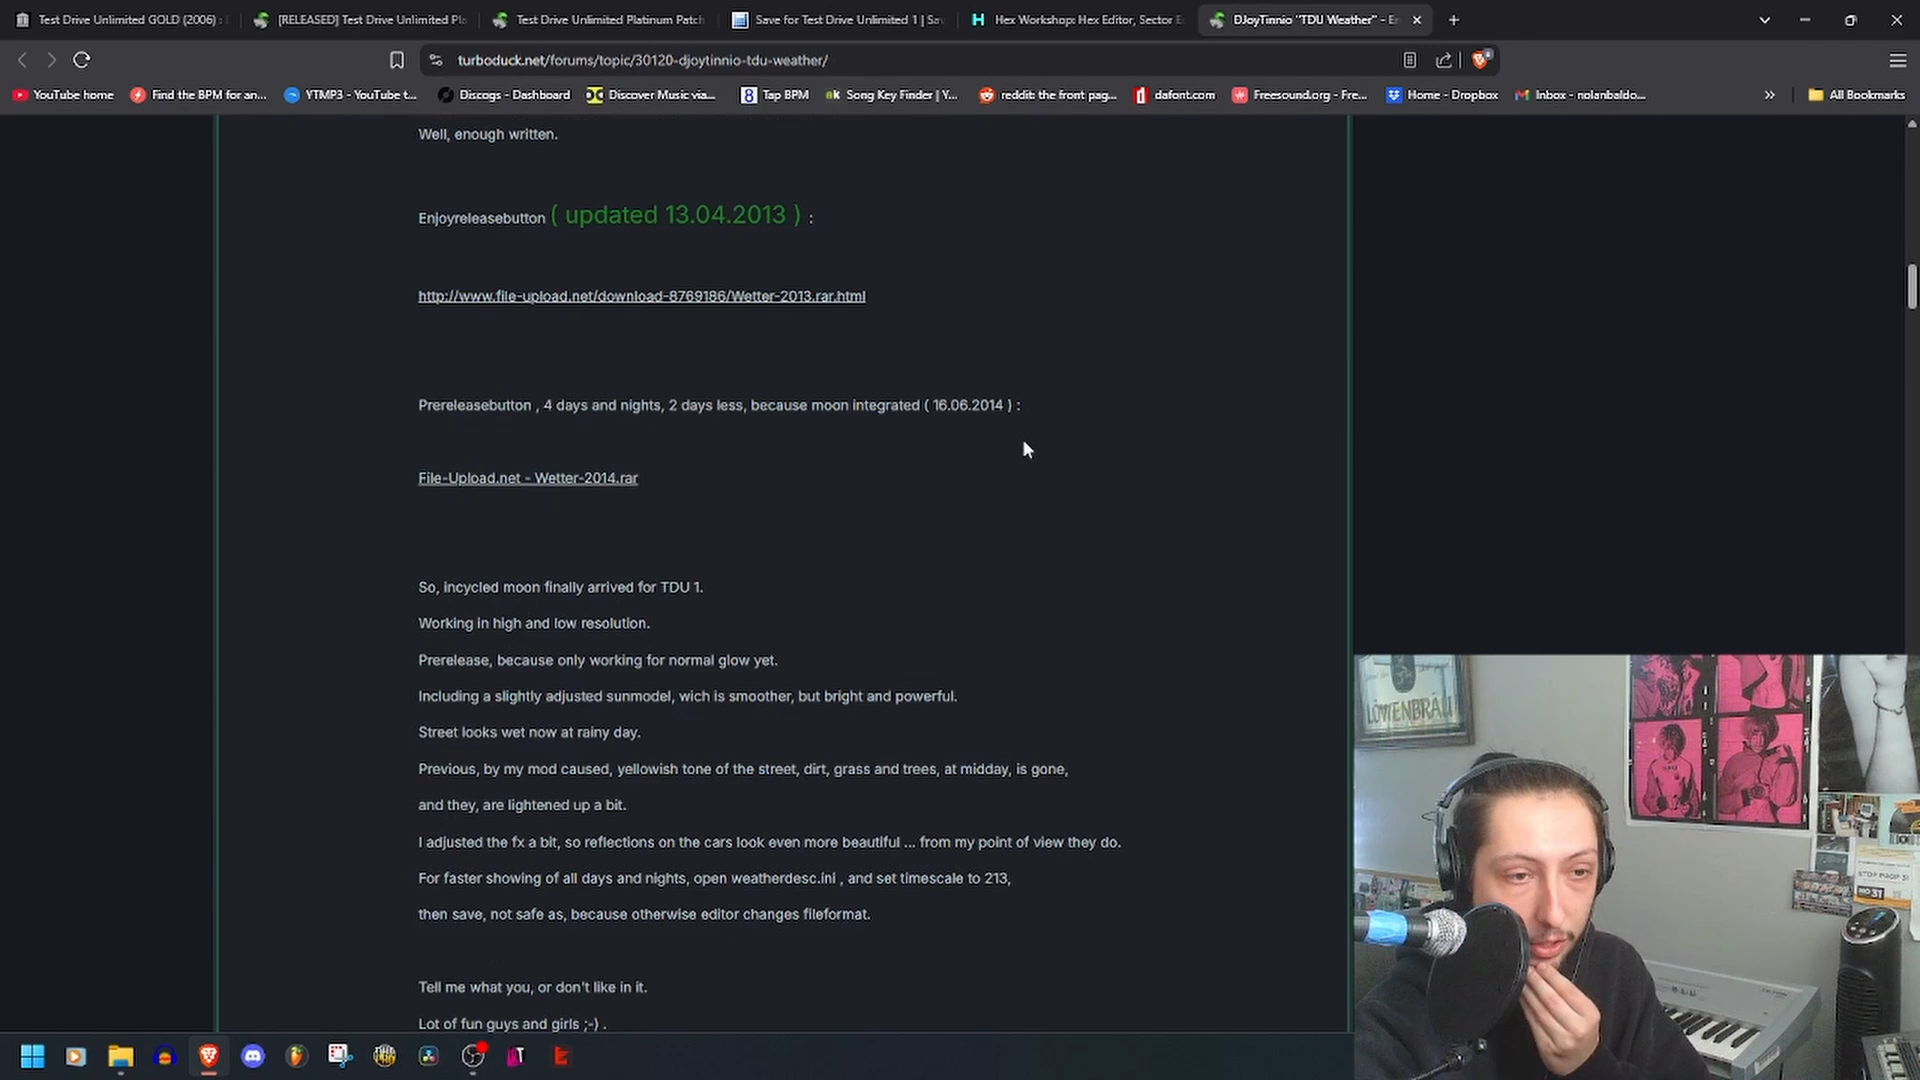 Test Drive Unlimited GOLD (2006) :
[RELEASED] Test Drive Unlimited Pla
Test Drive Unlimited Platinum Patch
Save for Test Drive Unlimited 1 | Sav
Hex Workshop: Hex Editor, Sector E
DJoyTinnio "TDU Weather" - En
turboduck.net/forums/topic/30120-djoytinnio-tdu-weather/
YouTube home
Find the BPM for an...
YTMP3 - YouTube t...
Discogs - Dashboard
Discover Music via...
Tap BPM
Song Key Finder | Y...
reddit: the front pag...
dafont.com
Freesound.org - Fre...
Home - Dropbox
Inbox - nolanbaldo...
All Bookmarks
Well, enough written.
Enjoyreleasebutton ( updated 13.04.2013 ) :
http://www.file-upload.net/download-8769186/Wetter-2013.rar.html
Prereleasebutton , 4 days and nights, 2 days less, because moon integrated ( 16.06.2014 ) :
File-Upload.net - Wetter-2014.rar
So, incycled moon finally arrived for TDU 1.
Working in high and low resolution.
Prerelease, because only working for normal glow yet.
Including a slightly adjusted sunmodel, wich is smoother, but bright and powerful.
Street looks wet now at rainy day.
Previous, by my mod caused, yellowish tone of the street, dirt, grass and trees, at midday, is gone,
and they, are lightened up a bit.
I adjusted the fx a bit, so reflections on the cars look even more beautiful ... from my point of view they do.
For faster showing of all days and nights, open weatherdesc.ini , and set timescale to 213,
then save, not safe as, because otherwise editor changes fileformat.
Tell me what you, or don't like in it.
Lot of fun guys and girls ;-) .
LÖWENBRÄU